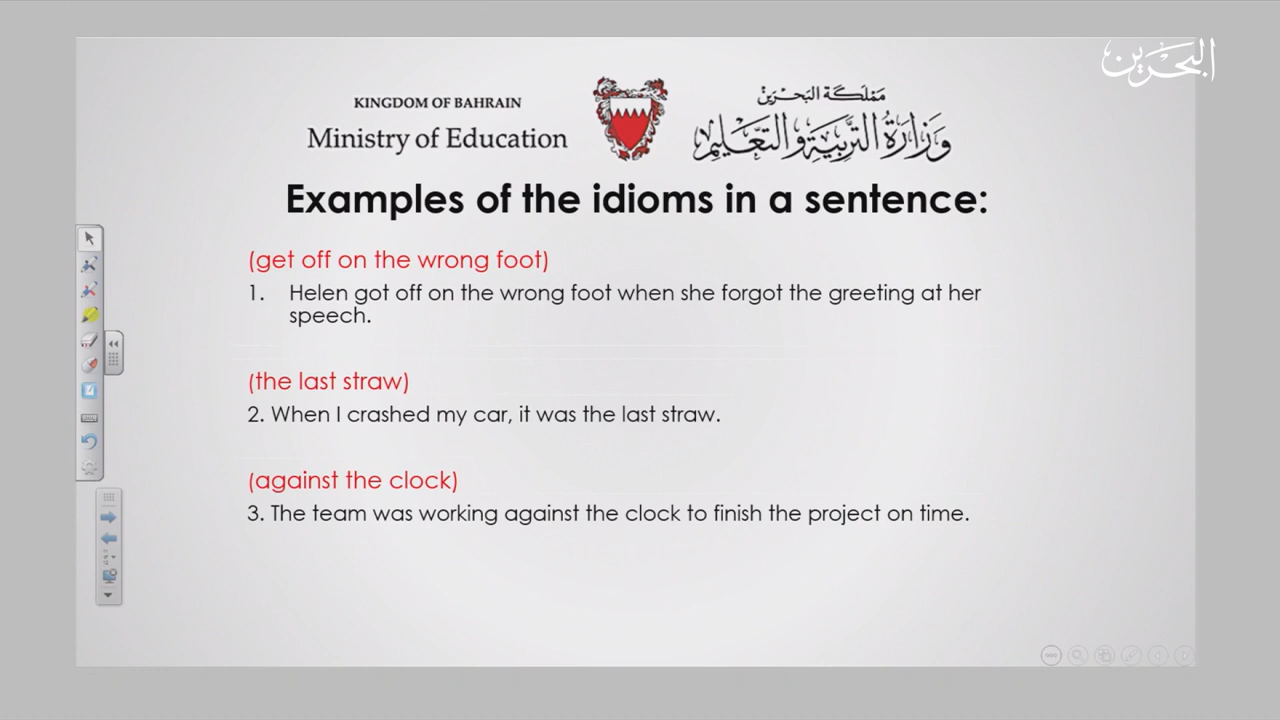 البحرين
KINGDOM OF BAHRAIN
Ministry of Education
مملكة البحرين
وزارة التربية والتعليم
Examples of the idioms in a sentence:
(get off on the wrong foot)
1. Helen got off on the wrong foot when she forgot the greeting at her
speech.
(the last straw)
2. When I crashed my car, it was the last straw.
(against the clock)
3. The team was working against the clock to finish the project on time.